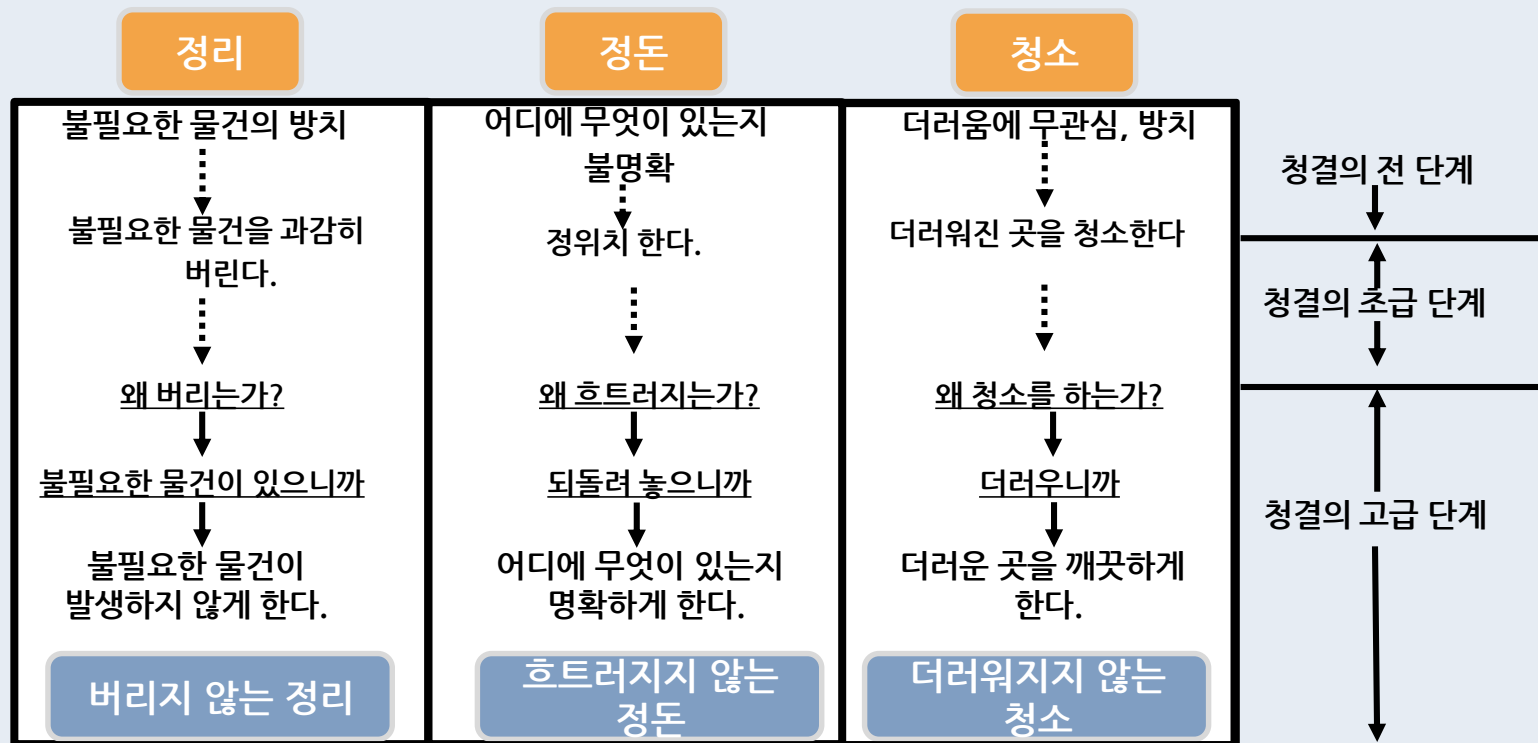 정리
정돈
청소
불필요한 물건의 방치
불필요한 물건을 과감히
버린다.
왜 버리는가?
불필요한 물건이 있으니까
불필요한 물건이
발생하지 않게 한다.
버리지 않는 정리
어디에 무엇이 있는지
불명확
정위치 한다.
왜 흐트러지는가?
되돌려 놓으니까
어디에 무엇이 있는지
명확하게 한다.
흐트러지지 않는
정돈
더러움에 무관심, 방치
더러워진 곳을 청소한다
왜 청소를 하는가?
더러우니까
더러운 곳을 깨끗하게
한다.
더러워지지 않는
청소
청결의 전 단계
청결의 초급 단계
청결의 고급 단계